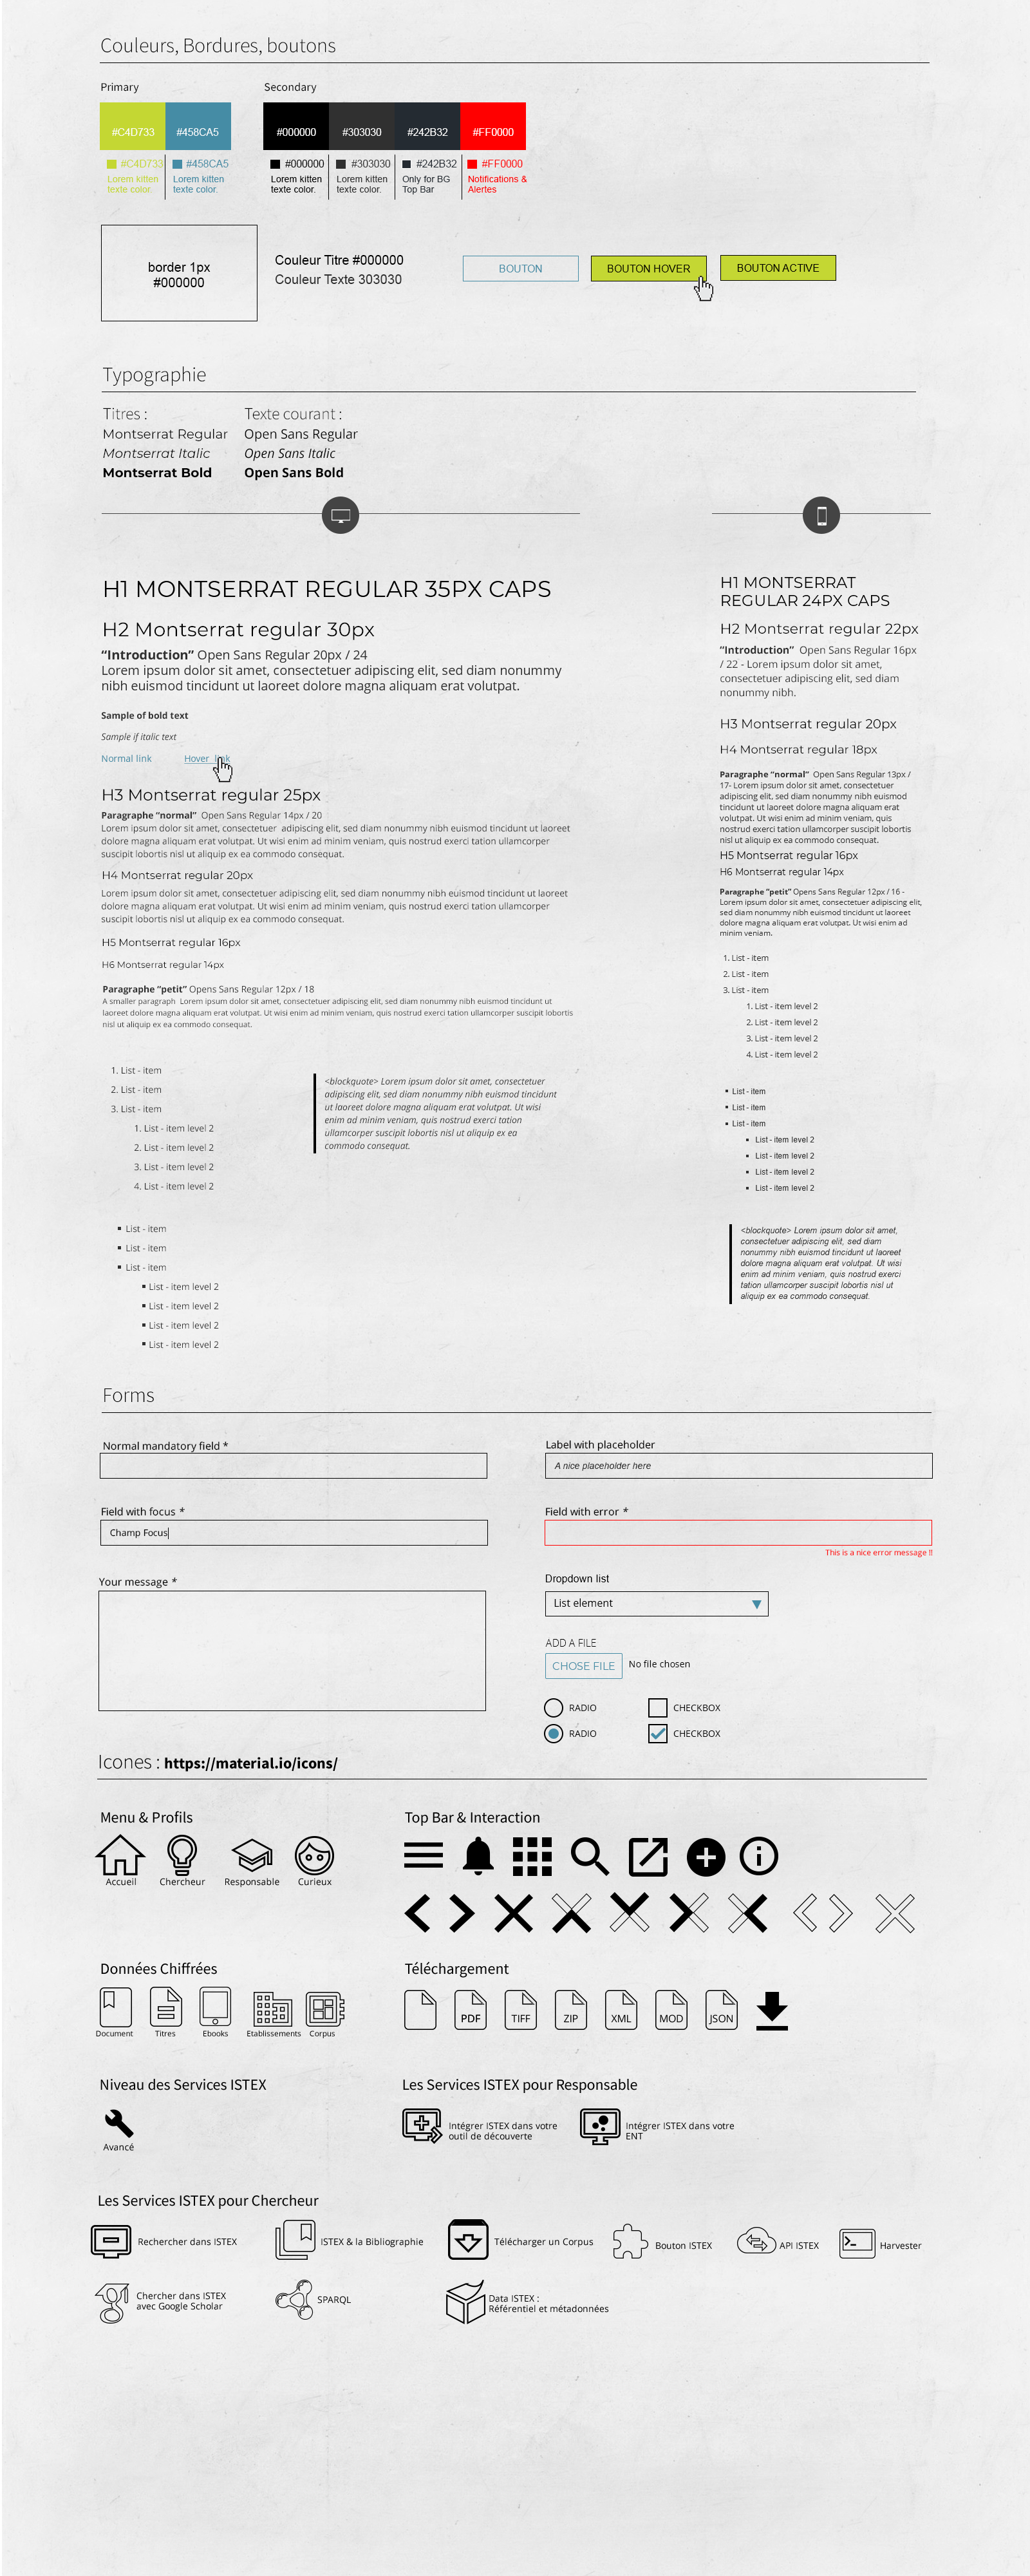 Couleurs, Bordures, boutons
Primary
Secondary
#C4D733
#458CA5
#000000
#303030
#242B32
#FF0000
#C4D733
Lorem kitten
texte color.
#458CA5
Lorem kitten
texte color.
#000000
Lorem kitten
texte color.
#303030
Lorem kitten
texte color.
#242B32
Only for BG
Top Bar
#FF0000
Notifications &
Alertes
border 1px
#000000
Couleur Titre #000000
Couleur Texte 303030
BOUTON
BOUTON HOVER
BOUTON ACTIVE
Typographie
Titres :
Montserrat Regular
Montserrat Italic
Montserrat Bold
Texte courant :
Open Sans Regular
Open Sans Italic
Open Sans Bold
H1 MONTSERRAT REGULAR 35PX CAPS
H2 Montserrat regular 30px
“Introduction” Open Sans Regular 20px / 24
Lorem ipsum dolor sit amet, consectetuer adipiscing elit, sed diam nonummy
nibh euismod tincidunt ut laoreet dolore magna aliquam erat volutpat.
Sample of bold text
Sample if italic text
Normal link
Hover link
H3 Montserrat regular 25px
Paragraphe “normal” Open Sans Regular 14px / 20
Lorem ipsum dolor sit amet, consectetuer adipiscing elit, sed diam nonummy nibh euismod tincidunt ut laoreet
dolore magna aliquam erat volutpat. Ut wisi enim ad minim veniam, quis nostrud exerci tation ullamcorper
suscipit lobortis nisl ut aliquip ex ea commodo consequat.
H4 Montserrat regular 20px
Lorem ipsum dolor sit amet, consectetuer adipiscing elit, sed diam nonummy nibh euismod tincidunt ut laoreet
dolore magna aliquam erat volutpat. Ut wisi enim ad minim veniam, quis nostrud exerci tation ullamcorper
suscipit lobortis nisl ut aliquip ex ea commodo consequat.
H5 Montserrat regular 16px
H6 Montserrat regular 14px
Paragraphe “petit” Opens Sans Regular 12px / 18
A smaller paragraph Lorem ipsum dolor sit amet, consectetuer adipiscing elit, sed diam nonummy nibh euismod tincidunt ut
laoreet dolore magna aliquam erat volutpat. Ut wisi enim ad minim veniam, quis nostrud exerci tation ullamcorper suscipit lobortis
nisl ut aliquip ex ea commodo consequat.
1. List - item
2. List - item
3. List - item
1. List - item level 2
2. List - item level 2
3. List - item level 2
4. List - item level 2
<blockquote> Lorem ipsum dolor sit amet, consectetuer
adipiscing elit, sed diam nonummy nibh euismod tincidunt
ut laoreet dolore magna aliquam erat volutpat. Ut wisi
enim ad minim veniam, quis nostrud exerci tation
ullamcorper suscipit lobortis nisl ut aliquip ex ea
commodo consequat.
List - item
List - item
List - item
List - item level 2
List - item level 2
List - item level 2
List - item level 2
H1 MONTSERRAT
REGULAR 24PX CAPS
H2 Montserrat regular 22px
“Introduction” Open Sans Regular 16px
/ 22 - Lorem ipsum dolor sit amet,
consectetuer adipiscing elit, sed diam
nonummy nibh.
H3 Montserrat regular 20px
H4 Montserrat regular 18px
Paragraphe “normal” Open Sans Regular 13px /
17- Lorem ipsum dolor sit amet, consectetuer
adipiscing elit, sed diam nonummy nibh euismod
tincidunt ut laoreet dolore magna aliquam erat
volutpat. Ut wisi enim ad minim veniam, quis
nostrud exerci tation ullamcorper suscipit lobortis
nisl ut aliquip ex ea commodo consequat.
H5 Montserrat regular 16px
H6 Montserrat regular 14px
Paragraphe “petit” Opens Sans Regular 12px / 16 -
Lorem ipsum dolor sit amet, consectetuer adipiscing elit,
sed diam nonummy nibh euismod tincidunt ut laoreet
dolore magna aliquam erat volutpat. Ut wisi enim ad
minim veniam.
1. List - item
2. List - item
3. List - item
1. List - item level 2
2. List - item level 2
3. List - item level 2
4. List - item level 2
List - item
List - item
List - item
List - item level 2
List - item level 2
List - item level 2
List - item level 2
<blockquote> Lorem ipsum dolor sit amet,
consectetuer adipiscing elit, sed diam
nonummy nibh euismod tincidunt ut laoreet
dolore magna aliquam erat volutpat. Ut wisi
enim ad minim veniam, quis nostrud exerci
tation ullamcorper suscipit lobortis nisl ut
aliquip ex ea commodo consequat.
Forms
Normal mandatory field *
Label with placeholder
A nice placeholder here
Field with focus *
Champ Focus
Field with error *
This is a nice error message !!
Your message *
Dropdown list
List element
ADD A FILE
CHOSE FILE
No file chosen
RADIO
CHECKBOX
RADIO
CHECKBOX
Icones : https://material.io/icons/
Menu & Profils
Accueil
Chercheur
Responsable
Curieux
Top Bar & Interaction
Données Chiffrées
Document
Titres
Ebooks
Etablissements
Corpus
Téléchargement
PDF
TIFF
ZIP
XML
MOD
JSON
Niveau des Services ISTEX
Avancé
Les Services ISTEX pour Responsable
Intégrer ISTEX dans votre
outil de découverte
Intégrer ISTEX dans votre
ENT
Les Services ISTEX pour Chercheur
Rechercher dans ISTEX
ISTEX & la Bibliographie
Télécharger un Corpus
Bouton ISTEX
API ISTEX
Harvester
Chercher dans ISTEX
avec Google Scholar
SPARQL
Data ISTEX :
Référentiel et métadonnées